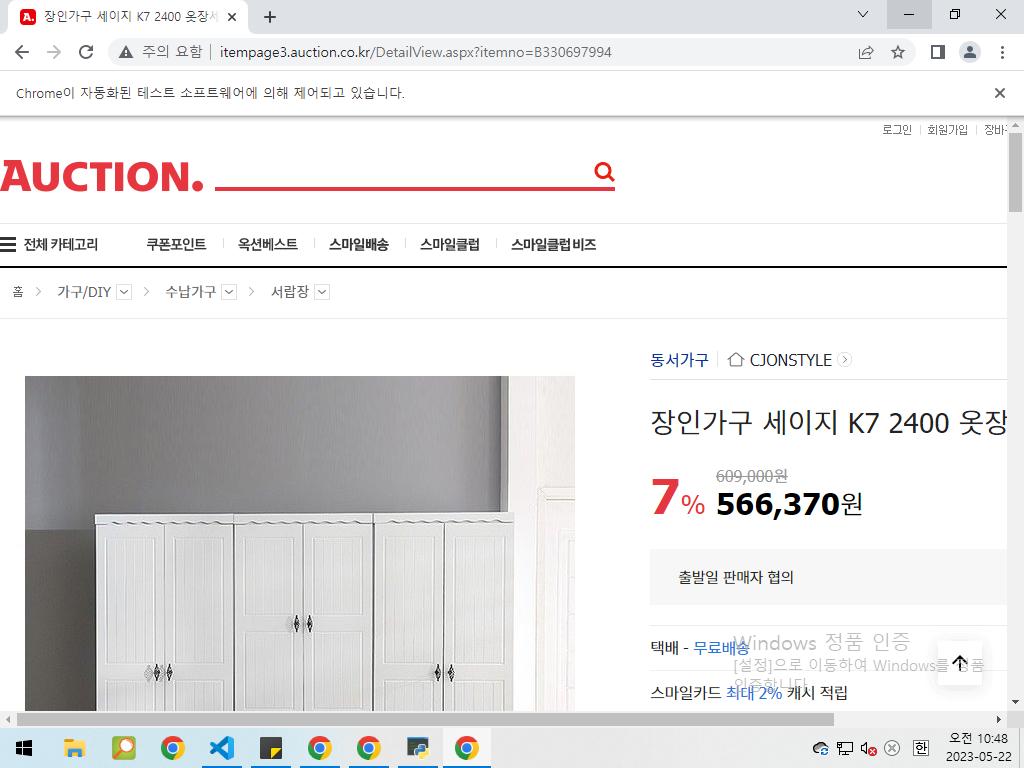 장인가구 세이지 K7 2400 옷장세
주의 요함
itempage3.auction.co.kr/DetailView.aspx?itemno=B330697994
Chrome이 자동화된 테스트 소프트웨어에 의해 제어되고 있습니다.
로그인 회원가입 장바구
AUCTION.
전체 카테고리 쿠폰포인트 옥션베스트 스마일배송 스마일클럽 스마일클럽 비즈
홈 가구/DIY 수납가구 서랍장
동서가구 CJONSTYLE
장인가구 세이지 K7 2400 옷장
7% 609,000원
566,370원
출발일 판매자 협의
택배 - 무료배송
Windows 정품 인증
[설정]으로 이동하여 Windows를 정품
인증합니다.
스마일카드 최대 2% 캐시 적립
한
오전 10:48
2023-05-22